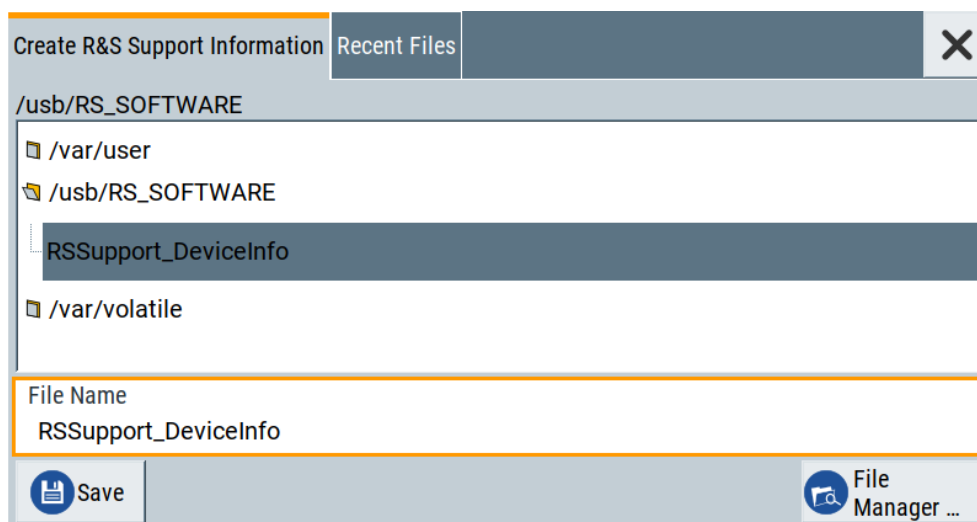 Create R&S Support Information Recent Files
/usb/RS_SOFTWARE
/var/user
/usb/RS_SOFTWARE
RSSupport_DeviceInfo
/var/volatile
File Name
RSSupport_DeviceInfo
Save
File
Manager ...